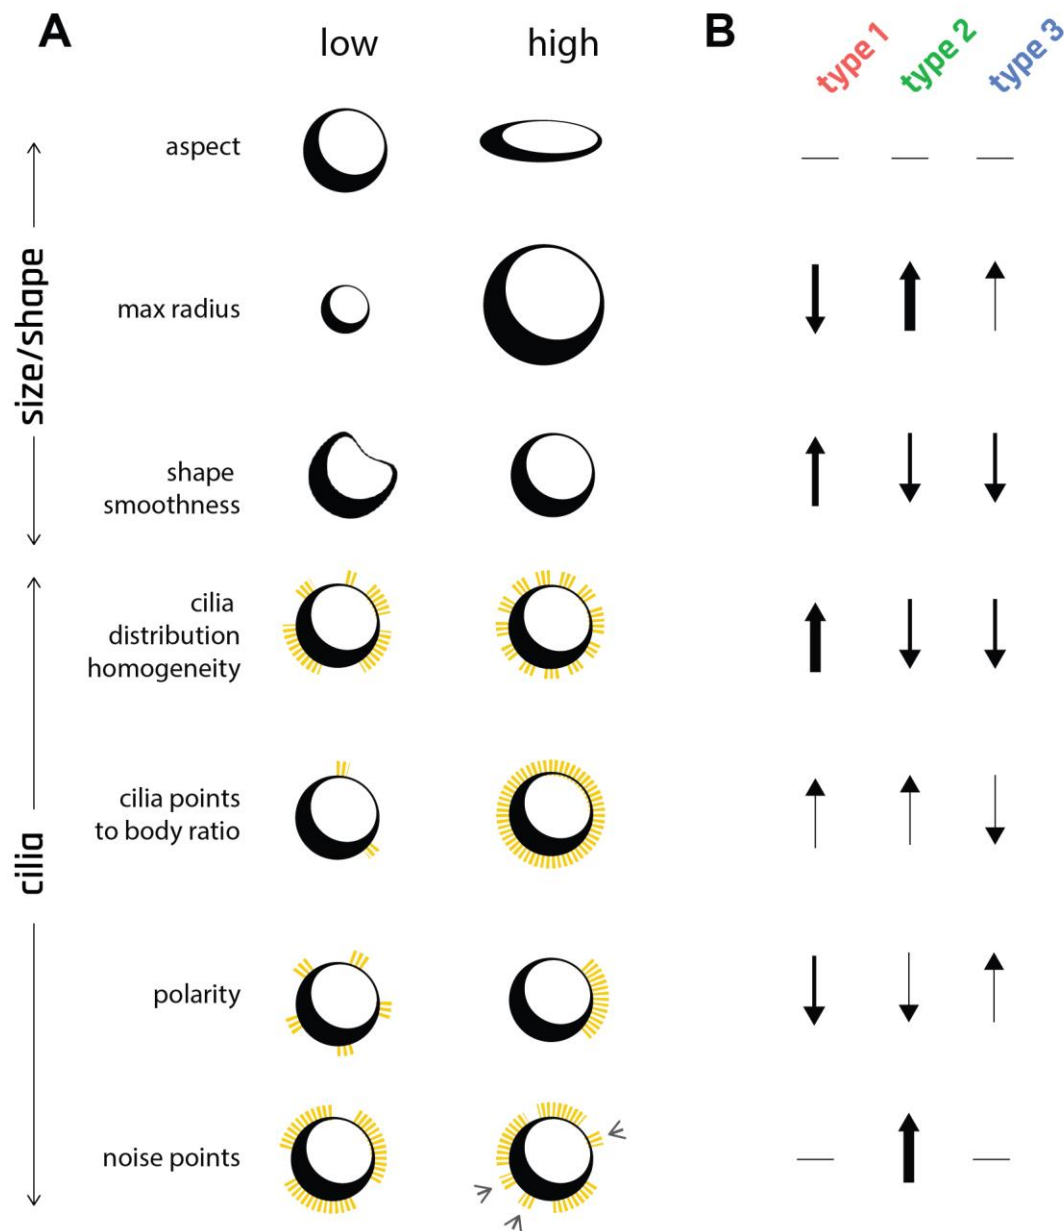 A
low
high
B
type 1
type 2
type 3
size/shape
aspect
max radius
shape
smoothness
cilia
cilia
distribution
homogeneity
cilia points
to body ratio
polarity
noise points